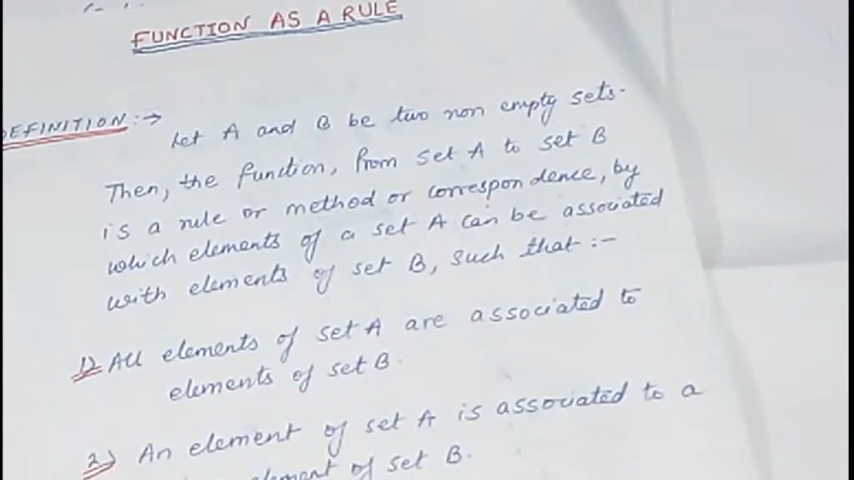 FUNCTION AS A RULE
DEFINITION :→
Let A and B be two non empty sets.
Then, the function, from set A to set B
is a rule or method or correspondence, by
which elements of a set A can be associated
with elements of set B, such that :-
1) All elements of set A are associated to
elements of set B.
2) An element of set A is associated to a
element of set B.